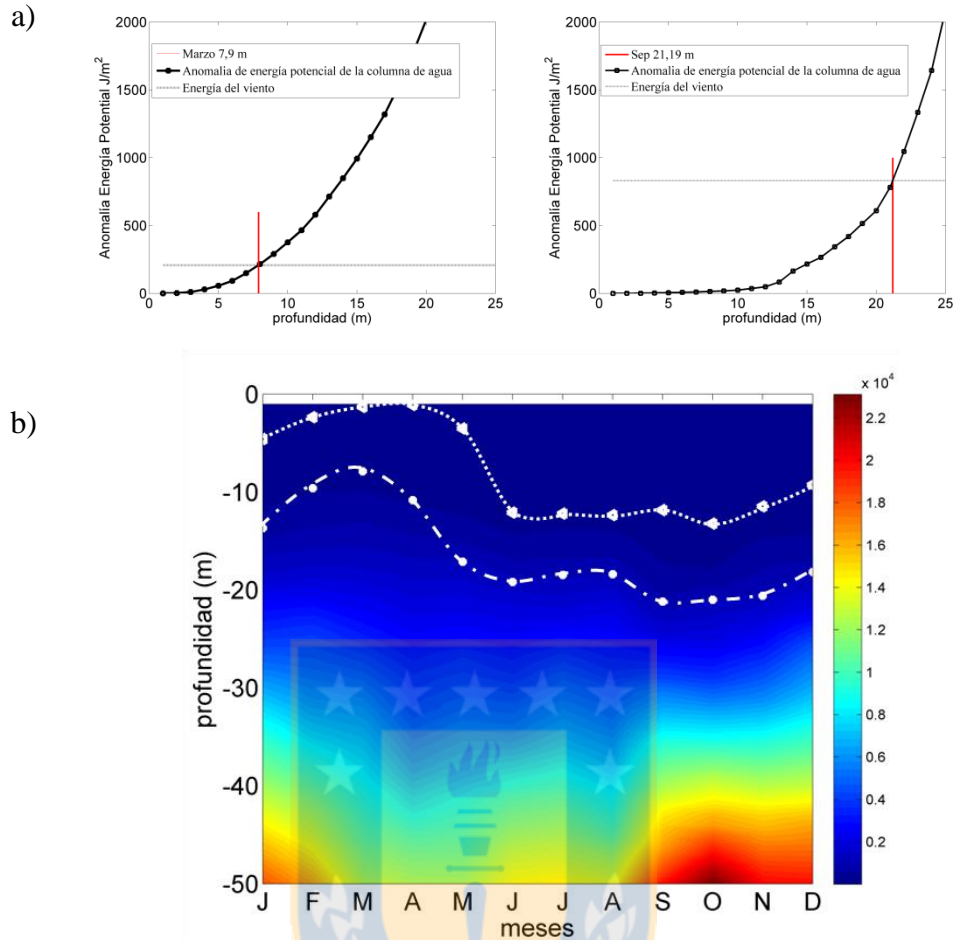 a)
2000
1500
1000
500
0
Anomalía Energía Potencial J/m²
Marzo 7,9 m
Anomalia de energía potencial de la columna de agua
Energía del viento
0 5 10 15 20 25
profundidad (m)
2000
1500
1000
500
0
Anomalía Energía Potencial J/m²
Sep 21,19 m
Anomalia de energía potencial de la columna de agua
Energía del viento
0 5 10 15 20 25
profundidad (m)
b)
0
-10
-20
-30
-40
-50
profundidad (m)
J F M A M J J A S O N D
meses
x 10⁴
2.2
2
1.8
1.6
1.4
1.2
1
0.8
0.6
0.4
0.2